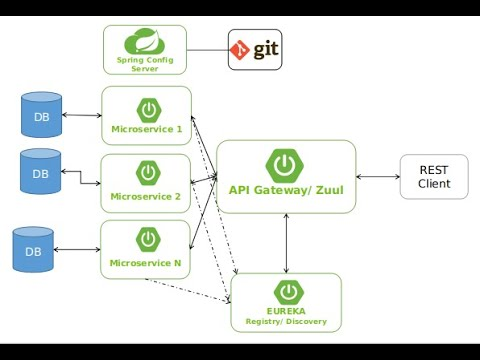 Spring Config
Server
git
DB
Microservice 1
DB
Microservice 2
API Gateway/ Zuul
REST
Client
DB
Microservice N
EUREKA
Registry/ Discovery